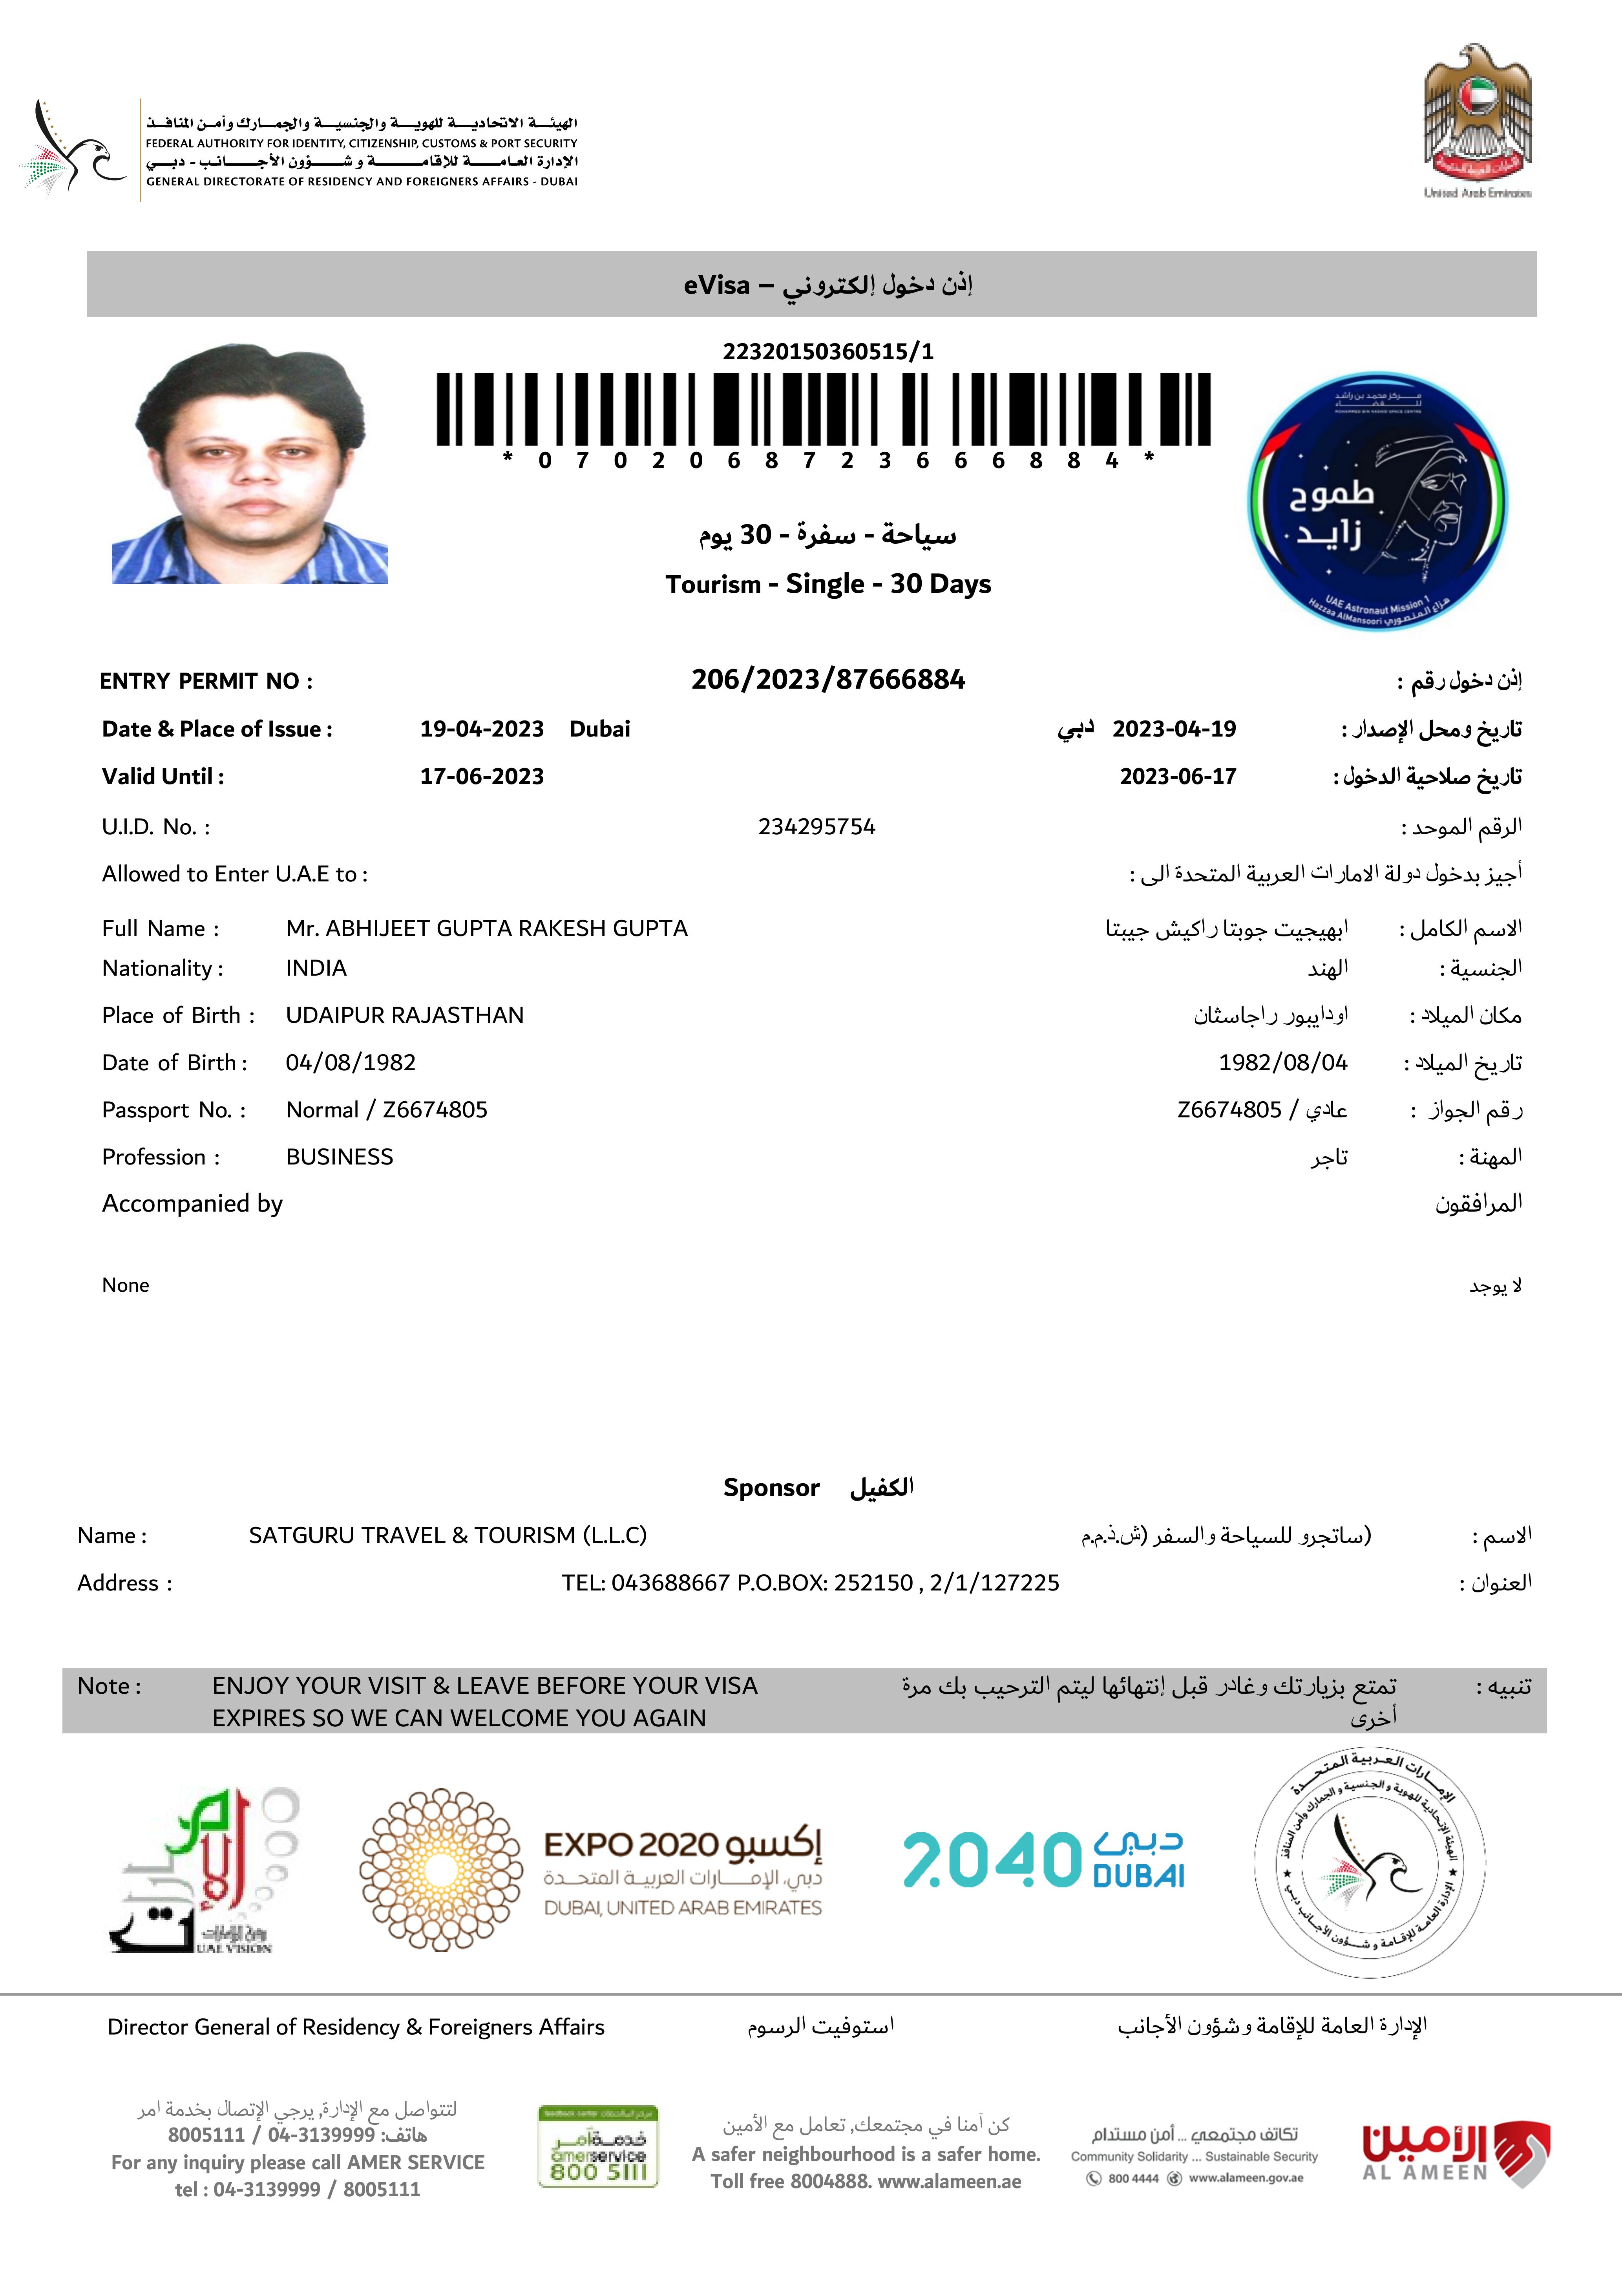 الهيئة الاتحادية للهوية والجنسية والجمارك وأمن المنافذ
FEDERAL AUTHORITY FOR IDENTITY, CITIZENSHIP, CUSTOMS & PORT SECURITY
الإدارة العامة للإقامة و شؤون الأجانب - دبي
GENERAL DIRECTORATE OF RESIDENCY AND FOREIGNERS AFFAIRS - DUBAI
United Arab Emirates
eVisa – إذن دخول إلكتروني
22320150360515/1
* 0 7 0 2 0 6 8 7 2 3 6 6 6 8 8 4 *
مركز محمد بن راشد للفضاء
MOHAMMED BIN RASHID SPACE CENTRE
طموح
زايد
UAE Astronaut Mission 1
Hazzaa AlMansoori هزاع المنصوري
سياحة - سفرة - 30 يوم
Tourism - Single - 30 Days
ENTRY PERMIT NO : 206/2023/87666884 إذن دخول رقم :
Date & Place of Issue : 19-04-2023 Dubai دبي 2023-04-19 تاريخ ومحل الإصدار :
Valid Until : 17-06-2023 2023-06-17 تاريخ صلاحية الدخول :
U.I.D. No. : 234295754 الرقم الموحد :
Allowed to Enter U.A.E to : أجيز بدخول دولة الامارات العربية المتحدة الى :
Full Name : Mr. ABHIJEET GUPTA RAKESH GUPTA ابهيجيت جوبتا راكيش جيبتا الاسم الكامل :
Nationality : INDIA الهند الجنسية :
Place of Birth : UDAIPUR RAJASTHAN اودايبور راجاسثان مكان الميلاد :
Date of Birth : 04/08/1982 1982/08/04 تاريخ الميلاد :
Passport No. : Normal / Z6674805 عادي / Z6674805 رقم الجواز :
Profession : BUSINESS تاجر المهنة :
Accompanied by المرافقون
None لا يوجد
Sponsor الكفيل
Name : SATGURU TRAVEL & TOURISM (L.L.C) (ساتجرو للسياحة والسفر (ش.ذ.م.م الاسم :
Address : TEL: 043688667 P.O.BOX: 252150 , 2/1/127225 العنوان :
Note : ENJOY YOUR VISIT & LEAVE BEFORE YOUR VISA تمتع بزيارتك وغادر قبل إنتهائها ليتم الترحيب بك مرة تنبيه :
EXPIRES SO WE CAN WELCOME YOU AGAIN أخرى
الإمارات
UAE VISION
EXPO 2020 إكسبو
دبي، الإمارات العربية المتحدة
DUBAI, UNITED ARAB EMIRATES
2040 دبي
DUBAI
الإمارات العربية المتحدة
الهيئة الاتحادية للهوية و الجنسية و الجمارك وأمن المنافذ
الإدارة العامة للإقامة و شؤون الأجانب دبي
Director General of Residency & Foreigners Affairs استوفيت الرسوم الإدارة العامة للإقامة وشؤون الأجانب
لتتواصل مع الإدارة, يرجي الإتصال بخدمة امر
هاتف: 04-3139999 / 8005111
For any inquiry please call AMER SERVICE
tel : 04-3139999 / 8005111
خدمة آمر
amerservice
800 5111
كن آمنا في مجتمعك, تعامل مع الأمين
A safer neighbourhood is a safer home.
Toll free 8004888. www.alameen.ae
تكاتف مجتمعي ... أمن مستدام
Community Solidarity ... Sustainable Security
800 4444 www.alameen.gov.ae
الأمين
AL AMEEN